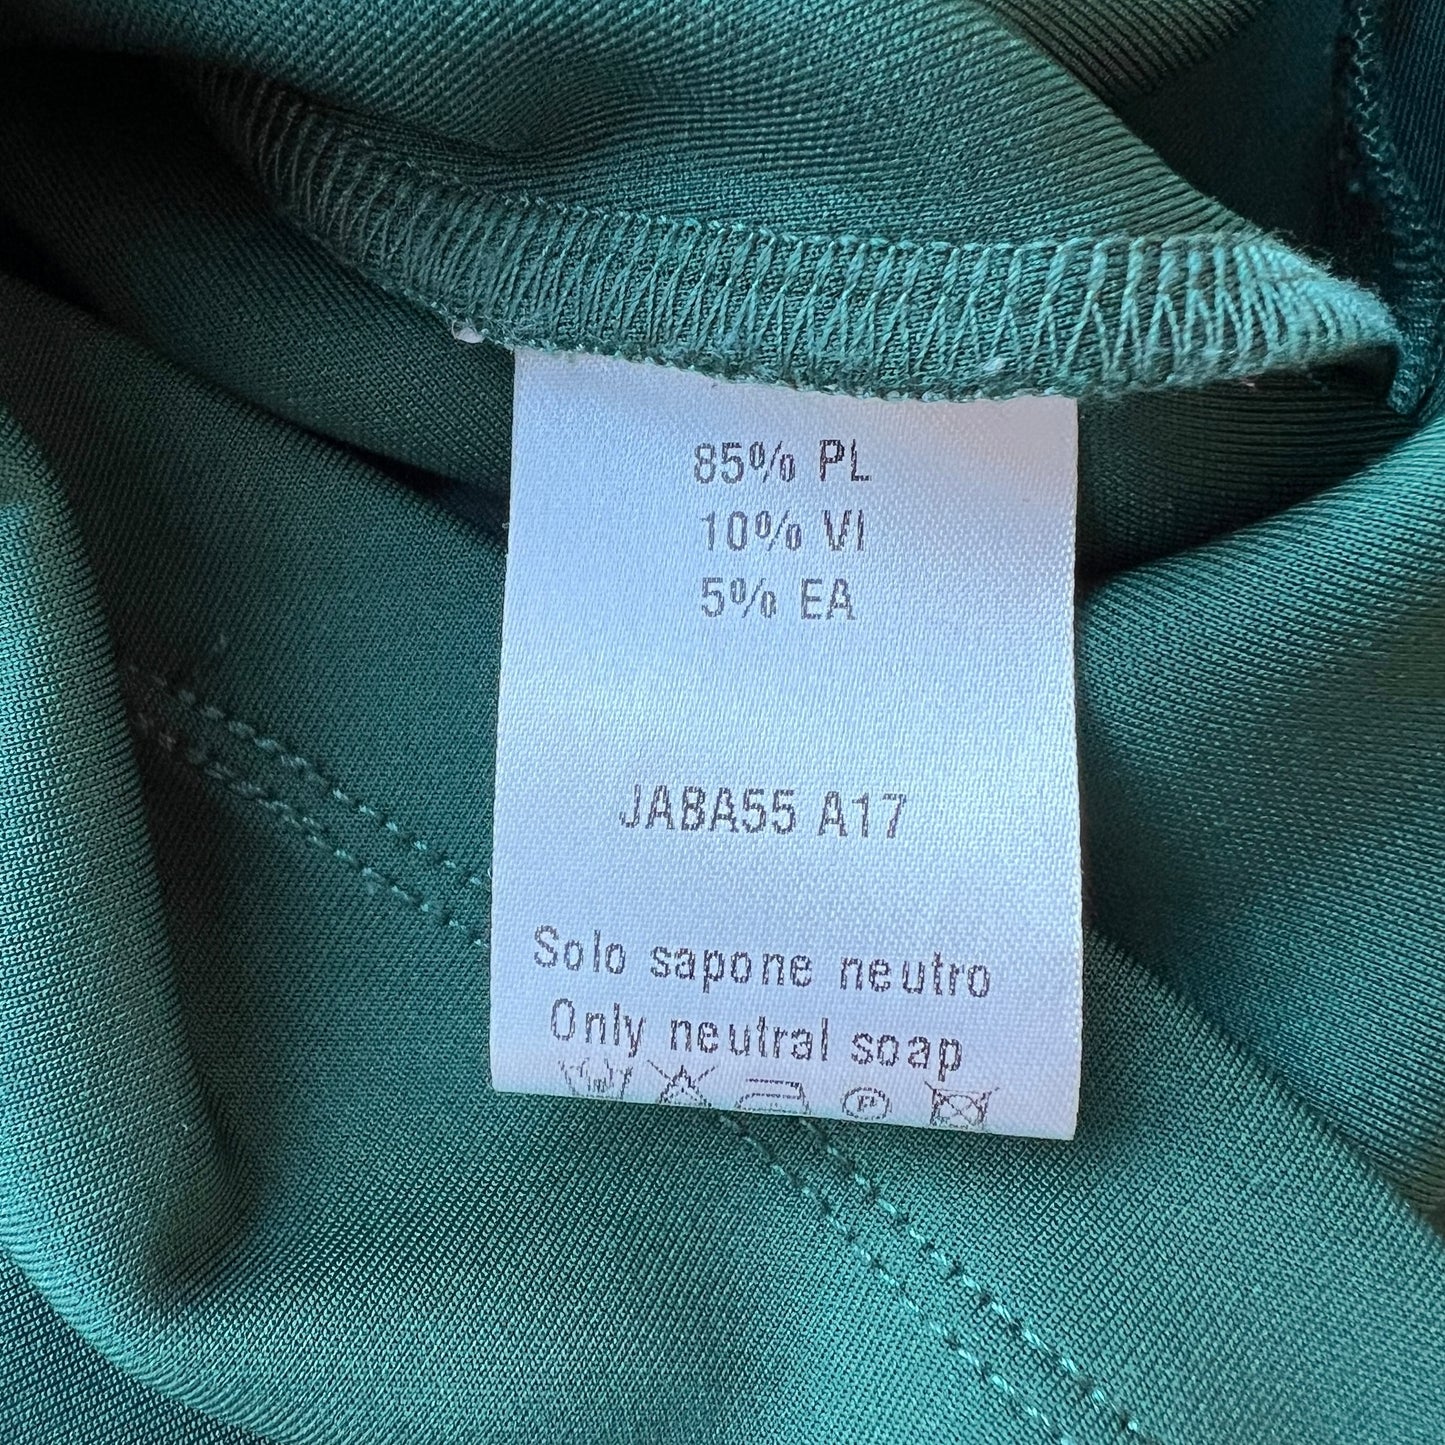 85% PL
10% VI
5% EA
JABA55 A17
Solo sapone neutro
Only neutral soap
P